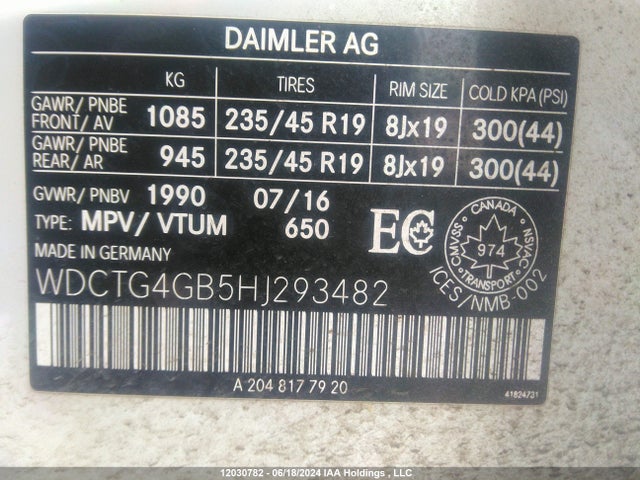 DAIMLER AG
KG TIRES RIM SIZE COLD KPA (PSI)
GAWR/ PNBE FRONT/ AV 1085 235/45 R19 8Jx19 300(44)
GAWR/ PNBE REAR/ AR 945 235/45 R19 8Jx19 300(44)
GVWR/ PNBV 1990 07/16
TYPE: MPV/ VTUM 650
EC
CANADA
CMVSS 974 NSVAC
TRANSPORT
ICES/NMB-002
MADE IN GERMANY
WDCTG4GB5HJ293482
A 204 817 79 20
41824731
12030782 - 06/18/2024 IAA Holdings , LLC